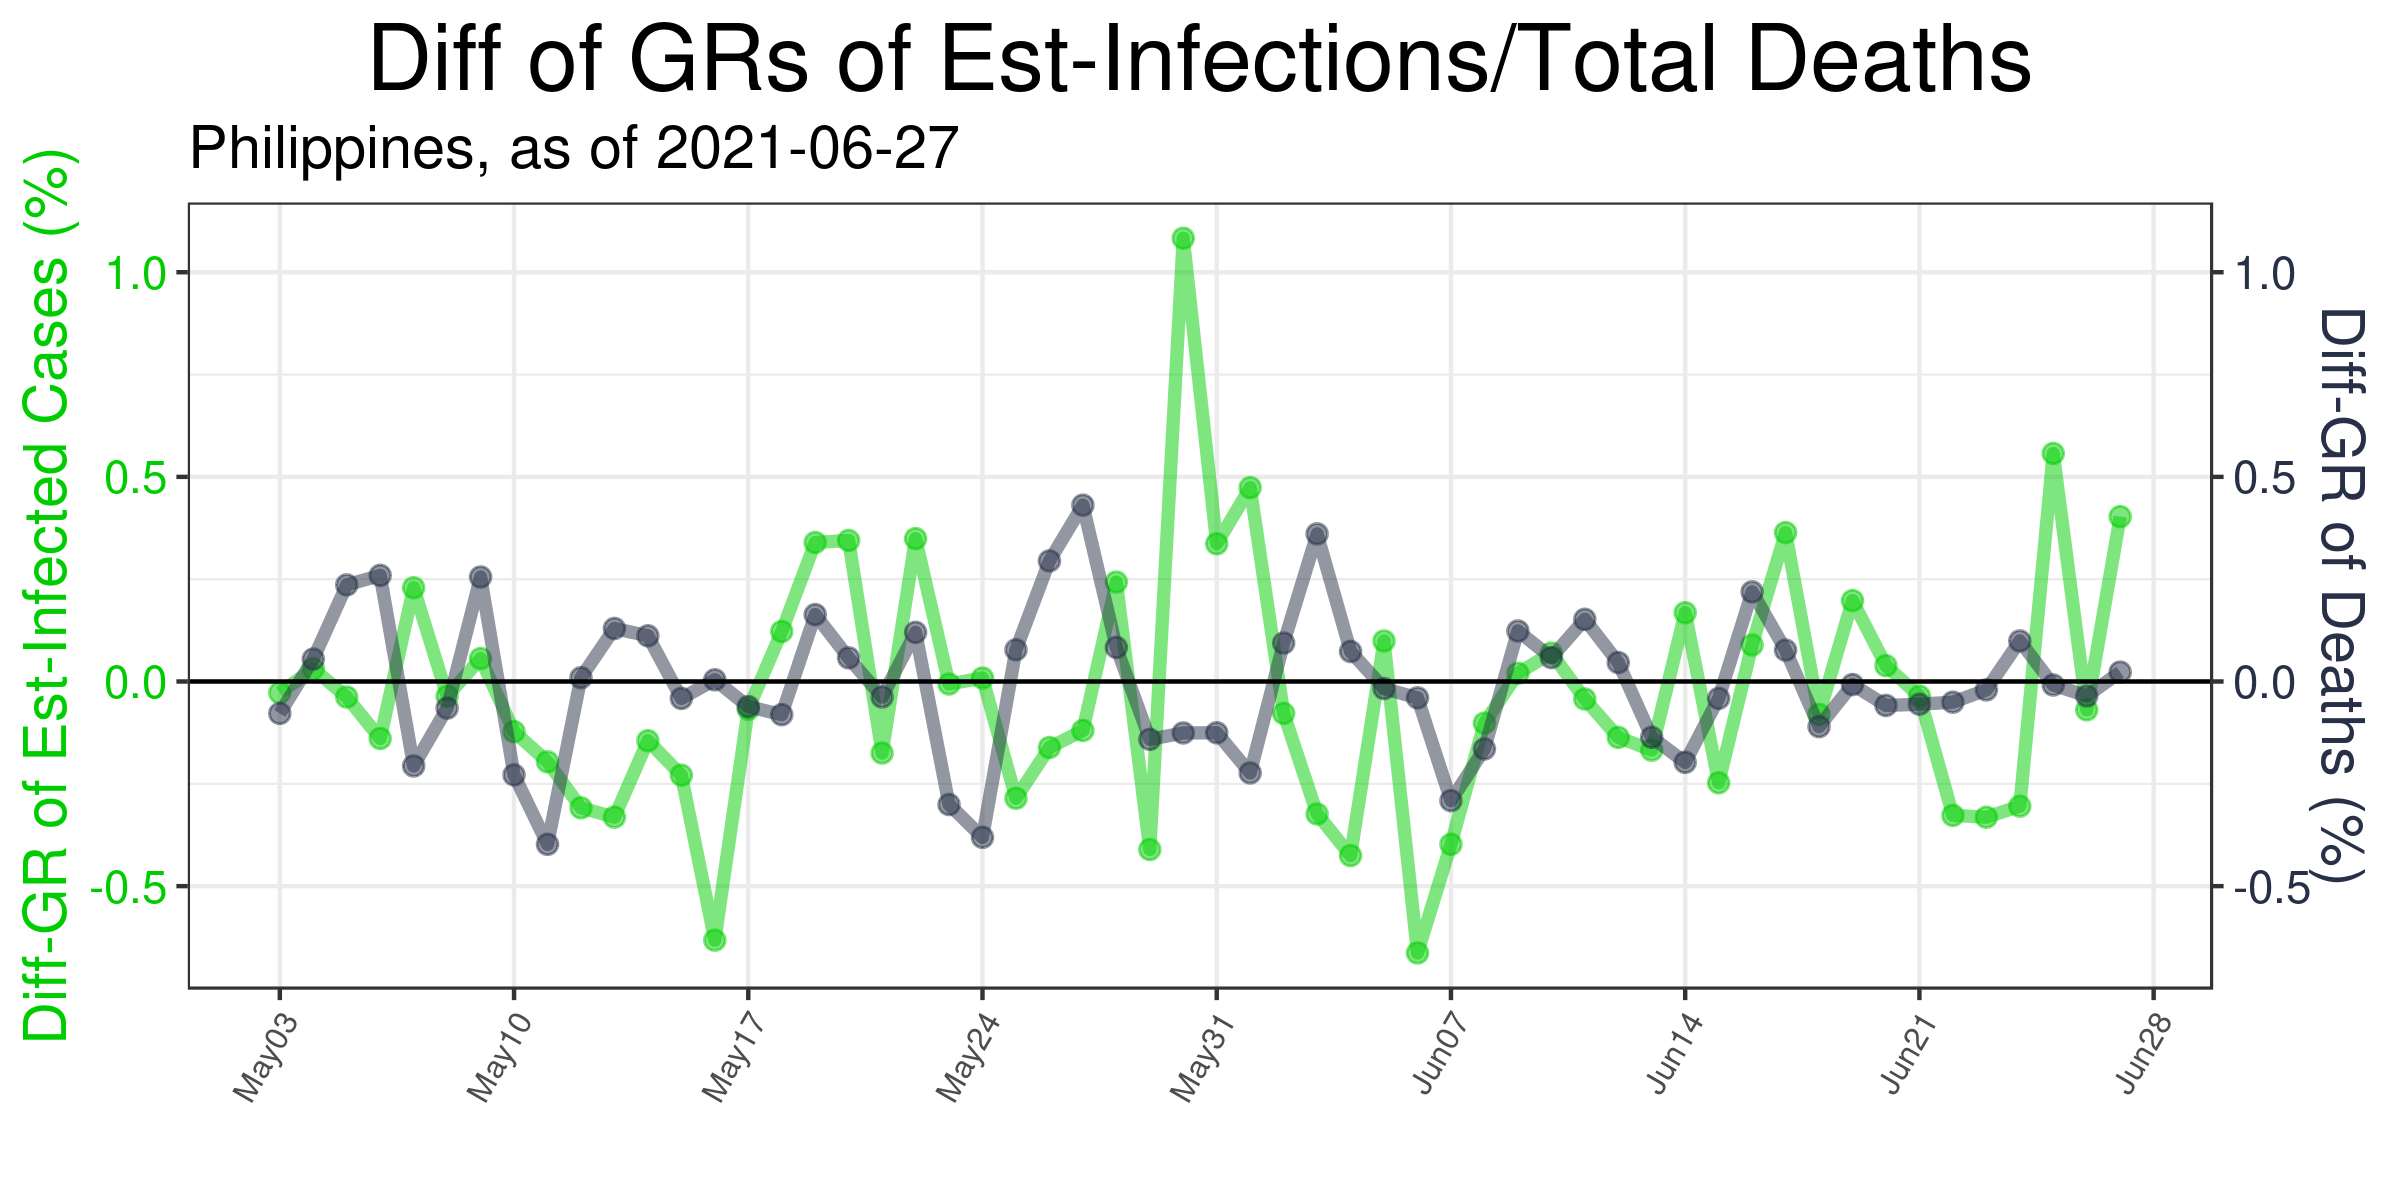 Diff of GRs of Est-Infections/Total Deaths
Philippines, as of 2021-06-27
Diff-GR of Est-Infected Cases (%)
1.0
0.5
0.0
-0.5
1.0
0.5
0.0
-0.5
Diff-GR of Deaths (%)
May03
May10
May17
May24
May31
Jun07
Jun14
Jun21
Jun28